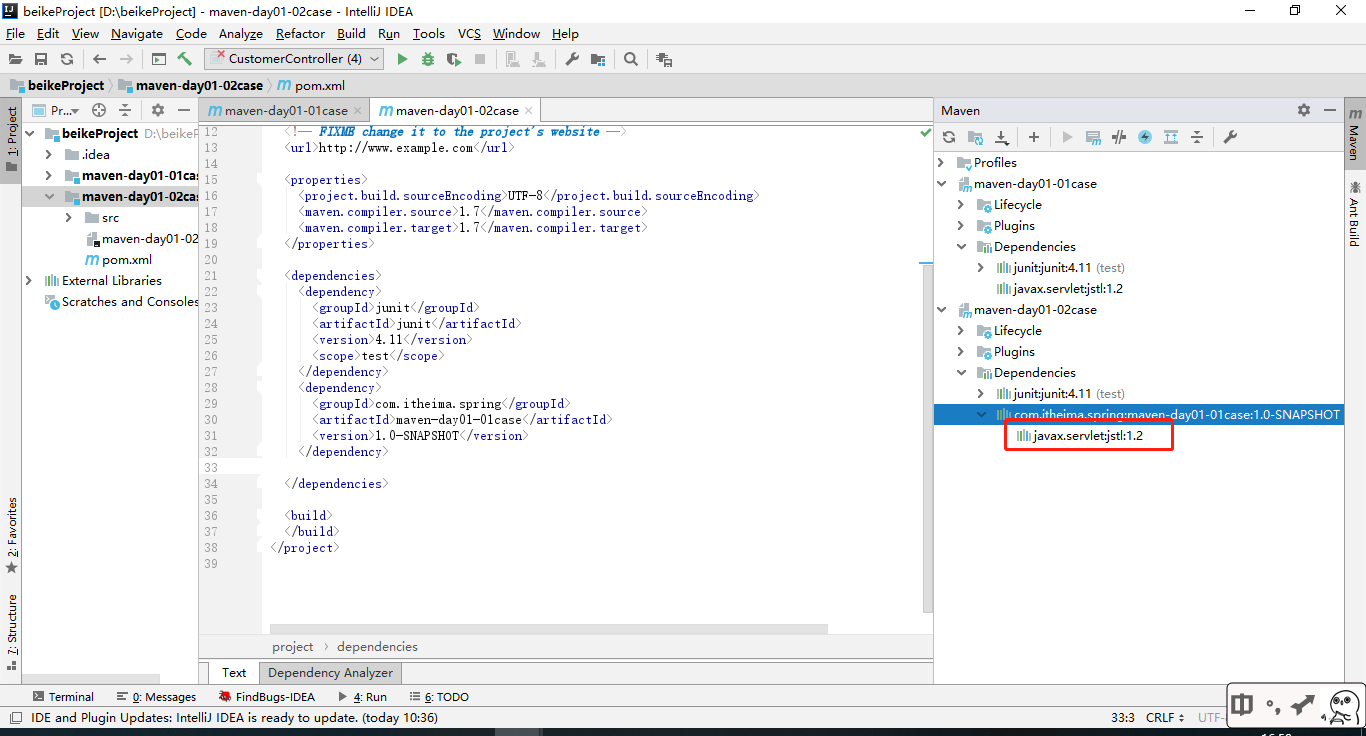 beikeProject [D:\beikeProject] - maven-day01-02case - IntelliJ IDEA
File Edit View Navigate Code Analyze Refactor Build Run Tools VCS Window Help
CustomerController (4)
beikeProject maven-day01-02case pom.xml
1: Project
Pr...
beikeProject D:\beikeP
.idea
maven-day01-01cas
maven-day01-02cas
src
maven-day01-02
pom.xml
External Libraries
Scratches and Consoles
2: Favorites
7: Structure
maven-day01-01case
maven-day01-02case
12 <!-- FIXME change it to the project's website -->
13 <url>http://www.example.com</url>
14
15 <properties>
16 <project.build.sourceEncoding>UTF-8</project.build.sourceEncoding>
17 <maven.compiler.source>1.7</maven.compiler.source>
18 <maven.compiler.target>1.7</maven.compiler.target>
19 </properties>
20
21 <dependencies>
22 <dependency>
23 <groupId>junit</groupId>
24 <artifactId>junit</artifactId>
25 <version>4.11</version>
26 <scope>test</scope>
27 </dependency>
28 <dependency>
29 <groupId>com.itheima.spring</groupId>
30 <artifactId>maven-day01-01case</artifactId>
31 <version>1.0-SNAPSHOT</version>
32 </dependency>
33
34 </dependencies>
35
36 <build>
37 </build>
38 </project>
39
project › dependencies
Text Dependency Analyzer
Maven
Profiles
maven-day01-01case
Lifecycle
Plugins
Dependencies
junit:junit:4.11 (test)
javax.servlet:jstl:1.2
maven-day01-02case
Lifecycle
Plugins
Dependencies
junit:junit:4.11 (test)
com.itheima.spring:maven-day01-01case:1.0-SNAPSHOT
javax.servlet:jstl:1.2
Maven
Ant Build
Terminal 0: Messages FindBugs-IDEA 4: Run 6: TODO
IDE and Plugin Updates: IntelliJ IDEA is ready to update. (today 10:36)
33:3 CRLF UTF-
中